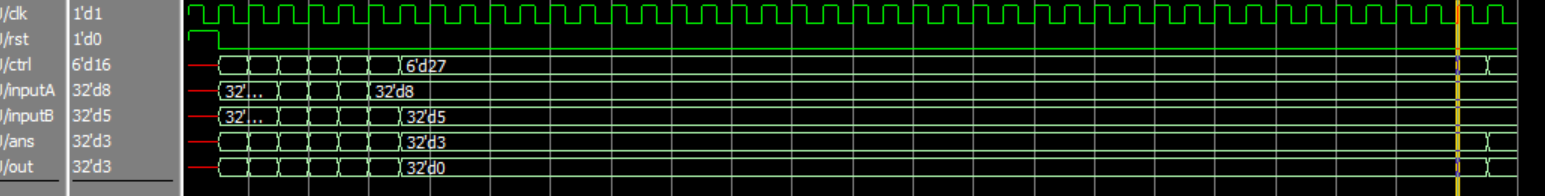 J/clk 1'd1
J/rst 1'd0
J/ctrl 6'd16 6'd27
J/inputA 32'd8 32'... 32'd8
J/inputB 32'd5 32'... 32'd5
J/ans 32'd3 32'd3
J/out 32'd3 32'd0